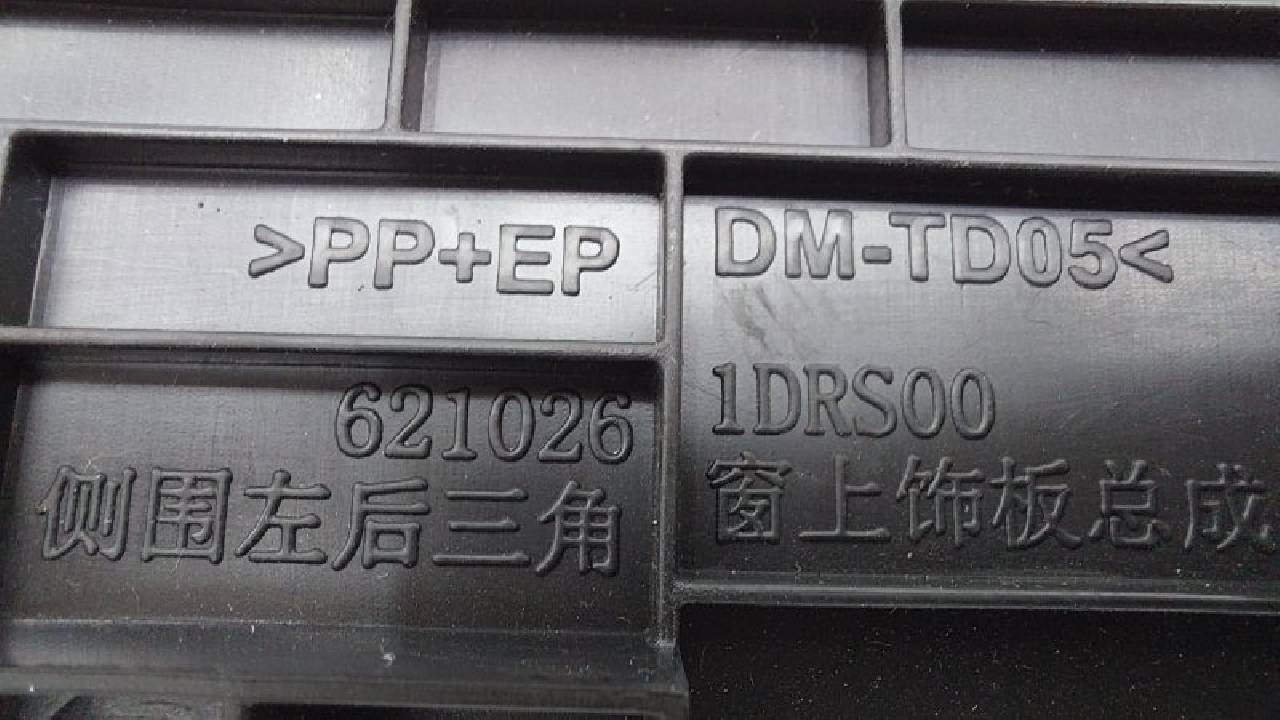 >PP+EP DM-TD05<
621026 1DRS00
侧围左后三角窗上饰板总成